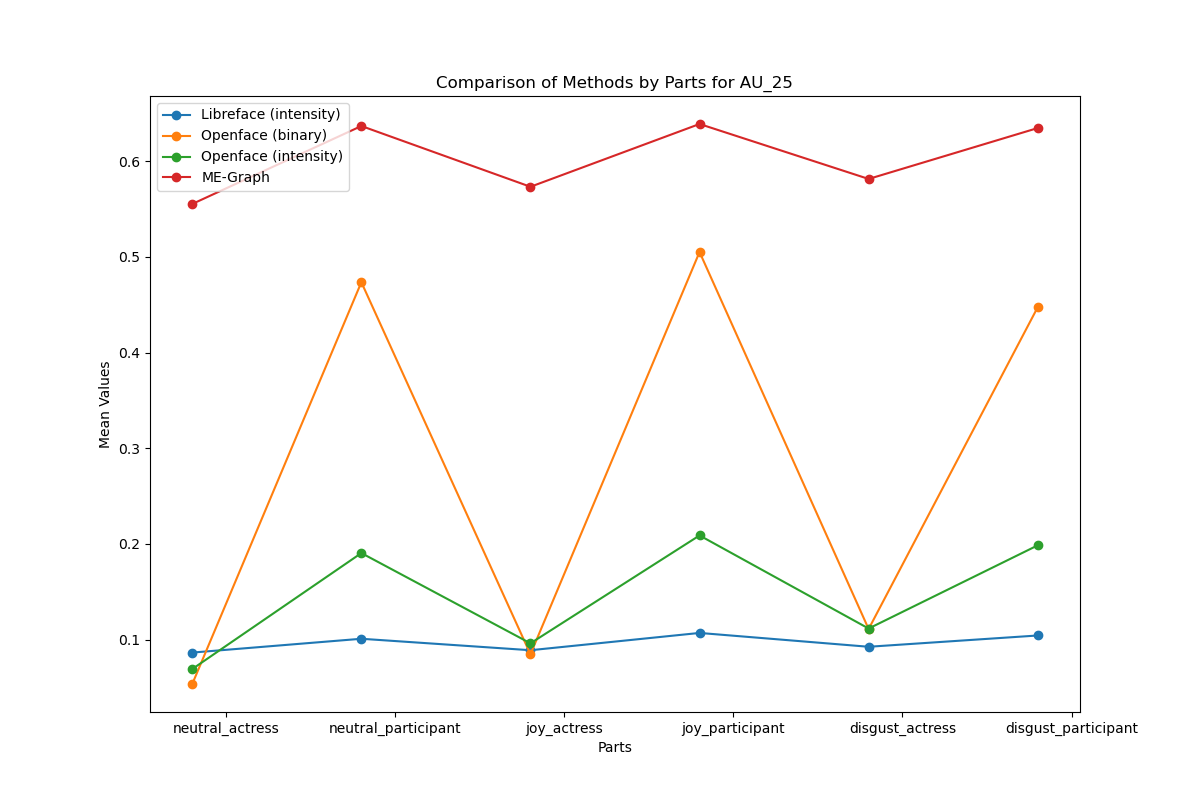 Comparison of Methods by Parts for AU_25
Libreface (intensity)
Openface (binary)
Openface (intensity)
ME-Graph
Mean Values
0.6
0.5
0.4
0.3
0.2
0.1
neutral_actress neutral_participant joy_actress joy_participant disgust_actress disgust_participant
Parts